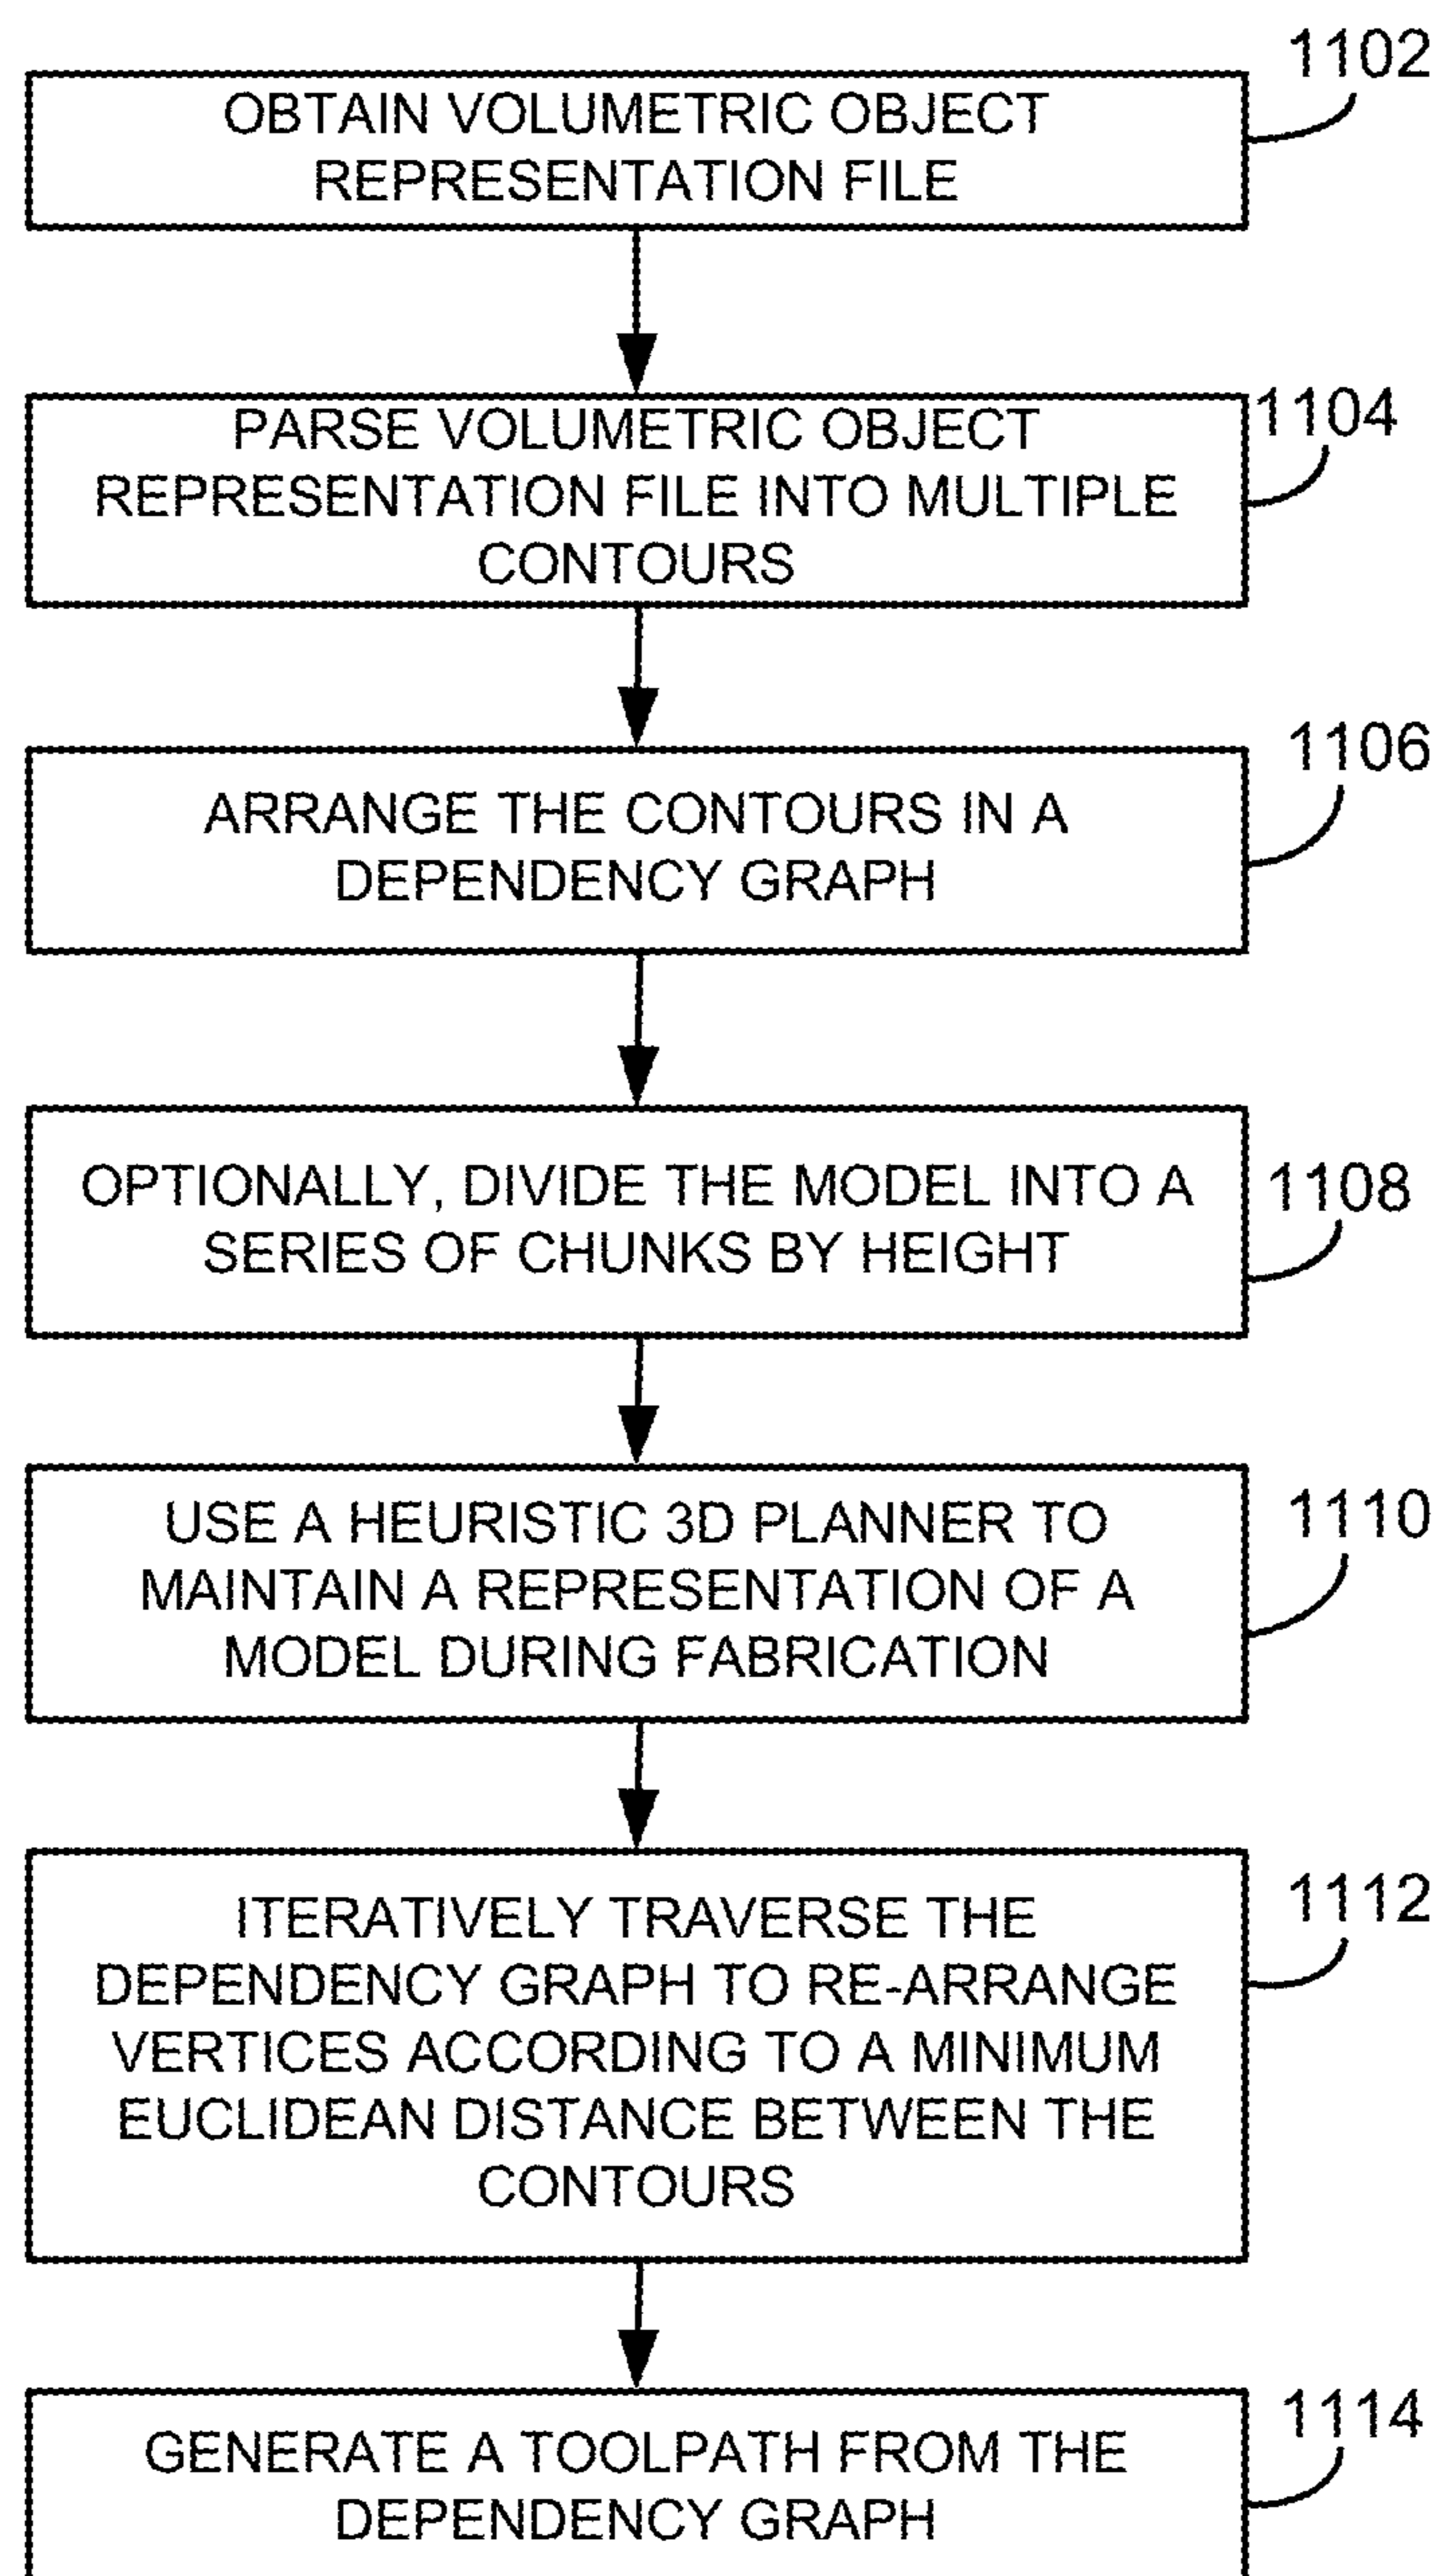 1102
OBTAIN VOLUMETRIC OBJECT
REPRESENTATION FILE
1104
PARSE VOLUMETRIC OBJECT
REPRESENTATION FILE INTO MULTIPLE
CONTOURS
1106
ARRANGE THE CONTOURS IN A
DEPENDENCY GRAPH
1108
OPTIONALLY, DIVIDE THE MODEL INTO A
SERIES OF CHUNKS BY HEIGHT
1110
USE A HEURISTIC 3D PLANNER TO
MAINTAIN A REPRESENTATION OF A
MODEL DURING FABRICATION
1112
ITERATIVELY TRAVERSE THE
DEPENDENCY GRAPH TO RE-ARRANGE
VERTICES ACCORDING TO A MINIMUM
EUCLIDEAN DISTANCE BETWEEN THE
CONTOURS
1114
GENERATE A TOOLPATH FROM THE
DEPENDENCY GRAPH